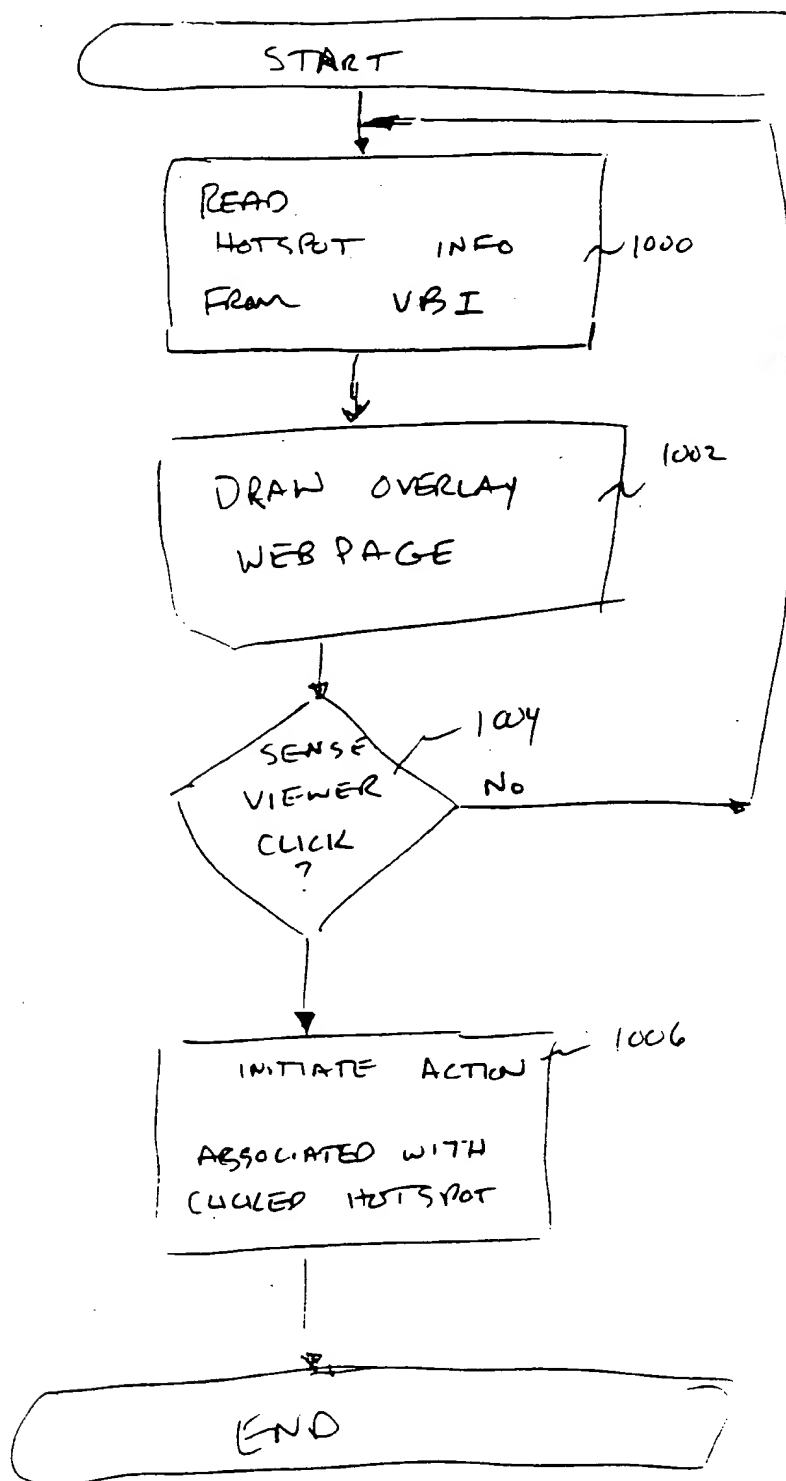 START
READ
HOTSPOT INFO
FROM VBI
1000
DRAW OVERLAY
WEB PAGE
1002
SENSE
VIEWER
CLICK
?
1004
NO
INITIATE ACTION
ASSOCIATED WITH
CLICKED HOTSPOT
1006
END